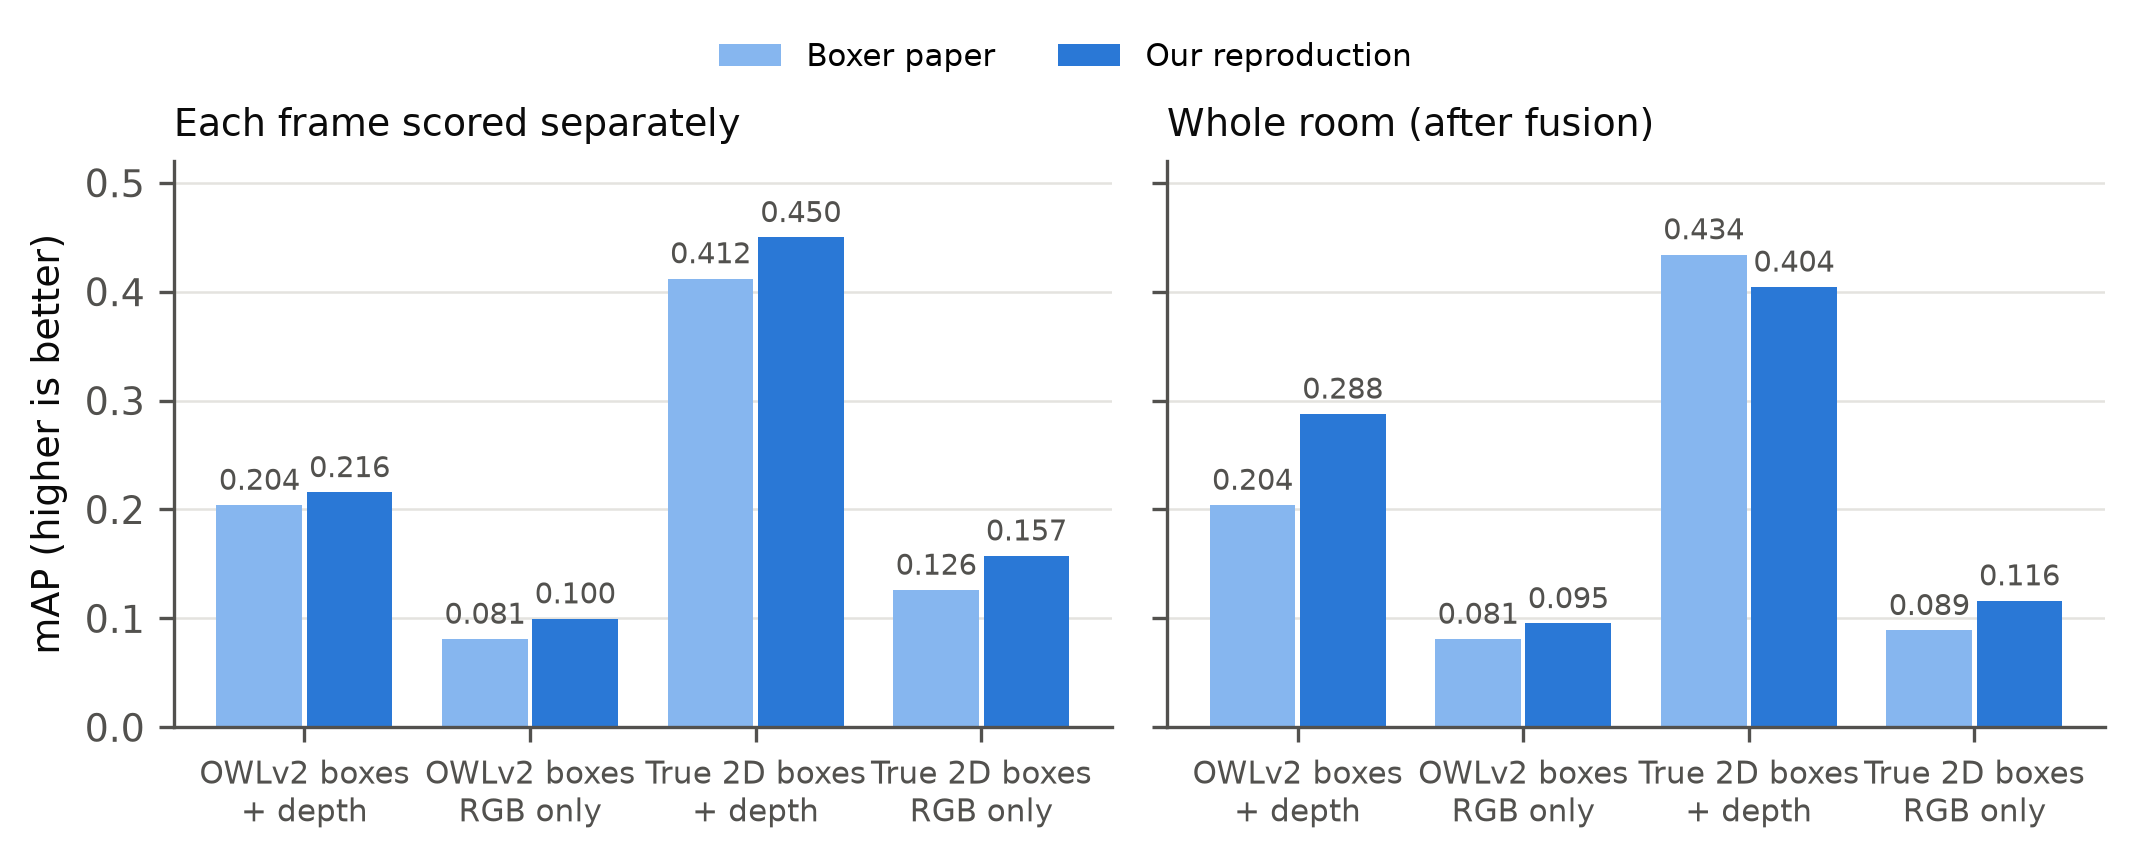 Boxer paper
Our reproduction
Each frame scored separately
Whole room (after fusion)
mAP (higher is better)
0.5
0.4
0.3
0.2
0.1
0.0
0.204
0.216
0.081
0.100
0.412
0.450
0.126
0.157
0.204
0.288
0.081
0.095
0.434
0.404
0.089
0.116
OWLv2 boxes
+ depth
OWLv2 boxes
RGB only
True 2D boxes
+ depth
True 2D boxes
RGB only
OWLv2 boxes
+ depth
OWLv2 boxes
RGB only
True 2D boxes
+ depth
True 2D boxes
RGB only